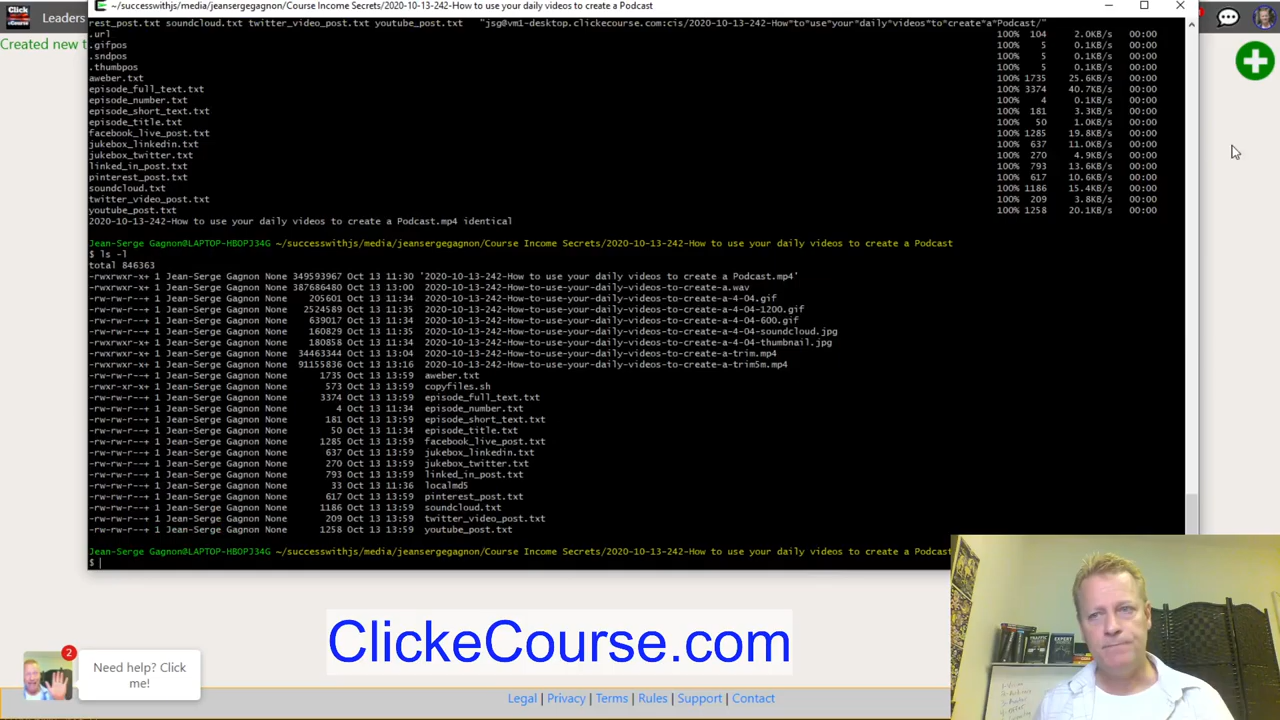 ~/successwithjs/media/jeansergegagnon/Course Income Secrets/2020-10-13-242-How to use your daily videos to create a Podcast
Click eCourse
Leaders
Created new t
rest_post.txt soundcloud.txt twitter_video_post.txt youtube_post.txt "jsg@vm1-desktop.clickecourse.com:cis/2020-10-13-242-How*to*use*your*daily*videos*to*create*a*Podcast/"
.url 100% 104 2.0KB/s 00:00
.gifpos 100% 5 0.1KB/s 00:00
.sndpos 100% 5 0.1KB/s 00:00
.thumbpos 100% 5 0.1KB/s 00:00
aweber.txt 100% 1735 25.6KB/s 00:00
episode_full_text.txt 100% 3374 40.7KB/s 00:00
episode_number.txt 100% 4 0.1KB/s 00:00
episode_short_text.txt 100% 181 3.3KB/s 00:00
episode_title.txt 100% 50 1.0KB/s 00:00
facebook_live_post.txt 100% 1285 19.8KB/s 00:00
jukebox_linkedin.txt 100% 637 11.0KB/s 00:00
jukebox_twitter.txt 100% 270 4.9KB/s 00:00
linked_in_post.txt 100% 793 13.6KB/s 00:00
pinterest_post.txt 100% 617 10.6KB/s 00:00
soundcloud.txt 100% 1186 15.4KB/s 00:00
twitter_video_post.txt 100% 209 3.8KB/s 00:00
youtube_post.txt 100% 1258 20.1KB/s 00:00
2020-10-13-242-How to use your daily videos to create a Podcast.mp4 identical
Jean-Serge Gagnon@LAPTOP-HBOPJ34G ~/successwithjs/media/jeansergegagnon/Course Income Secrets/2020-10-13-242-How to use your daily videos to create a Podcast
$ ls -l
total 846363
-rwxrwxr-x+ 1 Jean-Serge Gagnon None 349593967 Oct 13 11:30 '2020-10-13-242-How to use your daily videos to create a Podcast.mp4'
-rwxrwxr-x+ 1 Jean-Serge Gagnon None 387686480 Oct 13 13:00 2020-10-13-242-How-to-use-your-daily-videos-to-create-a.wav
-rw-rw-r--+ 1 Jean-Serge Gagnon None 205601 Oct 13 11:34 2020-10-13-242-How-to-use-your-daily-videos-to-create-a-4-04.gif
-rw-rw-r--+ 1 Jean-Serge Gagnon None 2524589 Oct 13 11:35 2020-10-13-242-How-to-use-your-daily-videos-to-create-a-4-04-1200.gif
-rw-rw-r--+ 1 Jean-Serge Gagnon None 639017 Oct 13 11:34 2020-10-13-242-How-to-use-your-daily-videos-to-create-a-4-04-600.gif
-rw-rw-r--+ 1 Jean-Serge Gagnon None 160829 Oct 13 11:35 2020-10-13-242-How-to-use-your-daily-videos-to-create-a-4-04-soundcloud.jpg
-rw-rw-r--+ 1 Jean-Serge Gagnon None 180858 Oct 13 11:34 2020-10-13-242-How-to-use-your-daily-videos-to-create-a-4-04-thumbnail.jpg
-rwxrwxr-x+ 1 Jean-Serge Gagnon None 34463344 Oct 13 13:04 2020-10-13-242-How-to-use-your-daily-videos-to-create-a-trim.mp4
-rwxrwxr-x+ 1 Jean-Serge Gagnon None 91155836 Oct 13 13:16 2020-10-13-242-How-to-use-your-daily-videos-to-create-a-trim5m.mp4
-rw-rw-r--+ 1 Jean-Serge Gagnon None 1735 Oct 13 13:59 aweber.txt
-rwxr-xr-x+ 1 Jean-Serge Gagnon None 573 Oct 13 13:59 copyfiles.sh
-rw-rw-r--+ 1 Jean-Serge Gagnon None 3374 Oct 13 13:59 episode_full_text.txt
-rw-rw-r--+ 1 Jean-Serge Gagnon None 4 Oct 13 11:34 episode_number.txt
-rw-rw-r--+ 1 Jean-Serge Gagnon None 181 Oct 13 13:59 episode_short_text.txt
-rw-rw-r--+ 1 Jean-Serge Gagnon None 50 Oct 13 11:34 episode_title.txt
-rw-rw-r--+ 1 Jean-Serge Gagnon None 1285 Oct 13 13:59 facebook_live_post.txt
-rw-rw-r--+ 1 Jean-Serge Gagnon None 637 Oct 13 13:59 jukebox_linkedin.txt
-rw-rw-r--+ 1 Jean-Serge Gagnon None 270 Oct 13 13:59 jukebox_twitter.txt
-rw-rw-r--+ 1 Jean-Serge Gagnon None 793 Oct 13 13:59 linked_in_post.txt
-rw-rw-r--+ 1 Jean-Serge Gagnon None 33 Oct 13 11:36 localmd5
-rw-rw-r--+ 1 Jean-Serge Gagnon None 617 Oct 13 13:59 pinterest_post.txt
-rw-rw-r--+ 1 Jean-Serge Gagnon None 1186 Oct 13 13:59 soundcloud.txt
-rw-rw-r--+ 1 Jean-Serge Gagnon None 209 Oct 13 13:59 twitter_video_post.txt
-rw-rw-r--+ 1 Jean-Serge Gagnon None 1258 Oct 13 13:59 youtube_post.txt
Jean-Serge Gagnon@LAPTOP-HBOPJ34G ~/successwithjs/media/jeansergegagnon/Course Income Secrets/2020-10-13-242-How to use your daily videos to create a Podcast
$
ClickeCourse.com
2
Need help? Click
me!
Legal | Privacy | Terms | Rules | Support | Contact
TRAFFIC
EXPERT